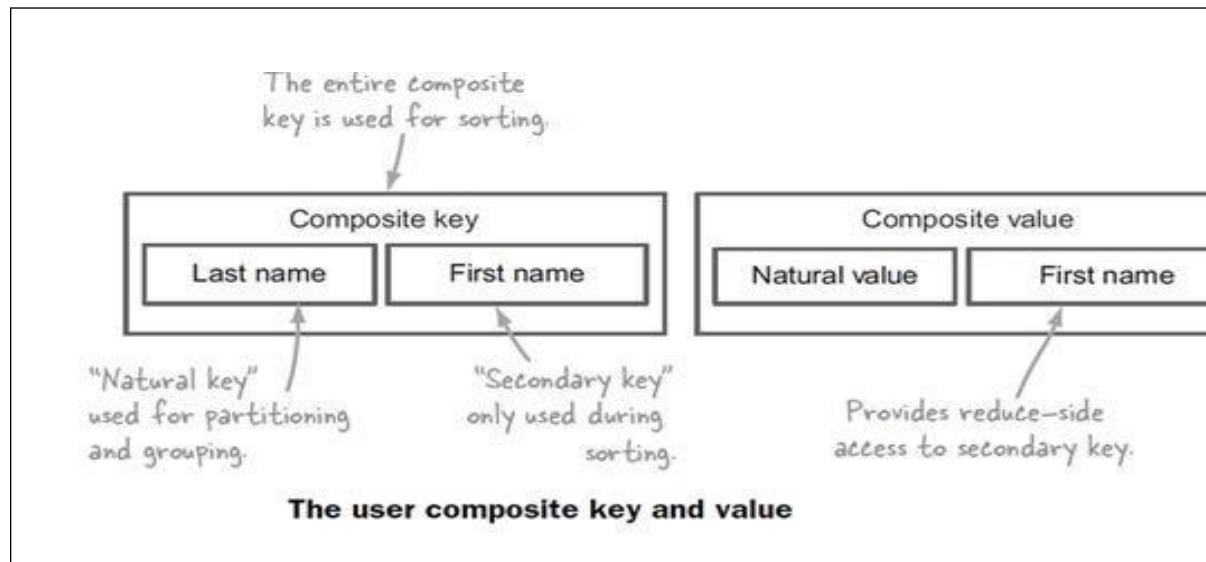 The entire composite
key is used for sorting.
Composite key
Last name
First name
Composite value
Natural value
First name
"Natural key"
used for partitioning
and grouping.
"Secondary key"
only used during
sorting.
Provides reduce-side
access to secondary key.
The user composite key and value